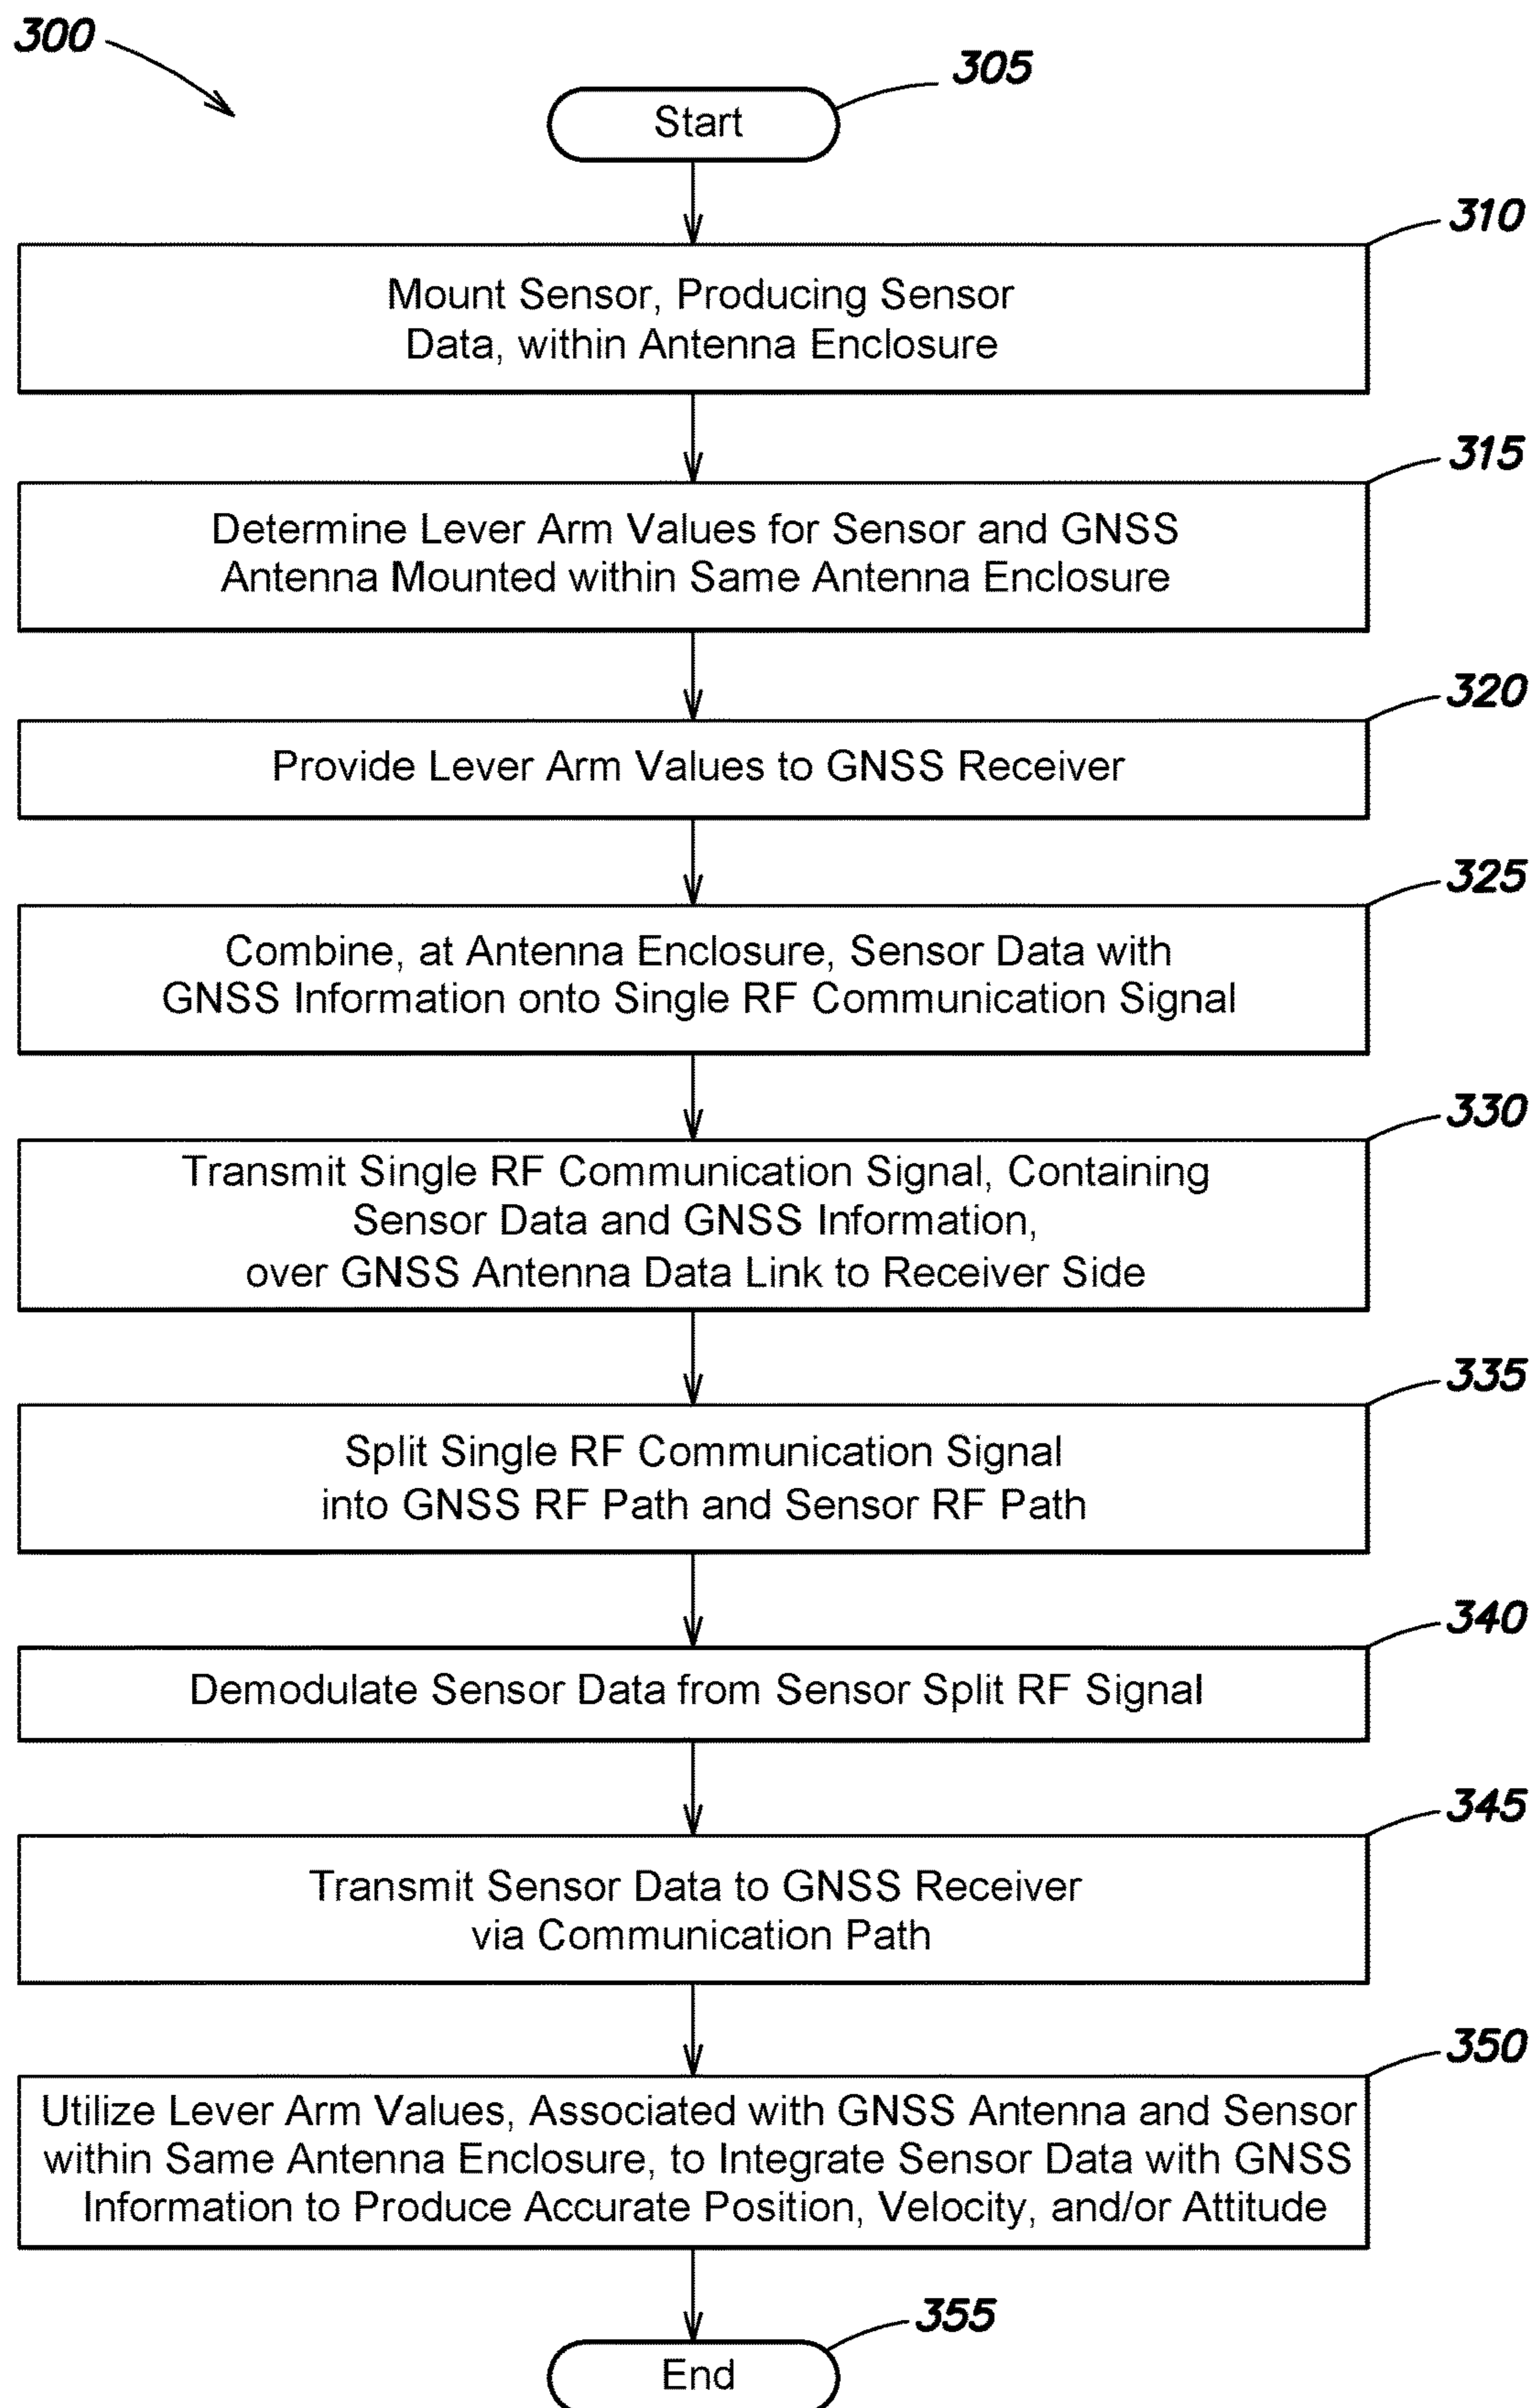 300
305
Start
310
Mount Sensor, Producing Sensor
Data, within Antenna Enclosure
315
Determine Lever Arm Values for Sensor and GNSS
Antenna Mounted within Same Antenna Enclosure
320
Provide Lever Arm Values to GNSS Receiver
325
Combine, at Antenna Enclosure, Sensor Data with
GNSS Information onto Single RF Communication Signal
330
Transmit Single RF Communication Signal, Containing
Sensor Data and GNSS Information,
over GNSS Antenna Data Link to Receiver Side
335
Split Single RF Communication Signal
into GNSS RF Path and Sensor RF Path
340
Demodulate Sensor Data from Sensor Split RF Signal
345
Transmit Sensor Data to GNSS Receiver
via Communication Path
350
Utilize Lever Arm Values, Associated with GNSS Antenna and Sensor
within Same Antenna Enclosure, to Integrate Sensor Data with GNSS
Information to Produce Accurate Position, Velocity, and/or Attitude
355
End